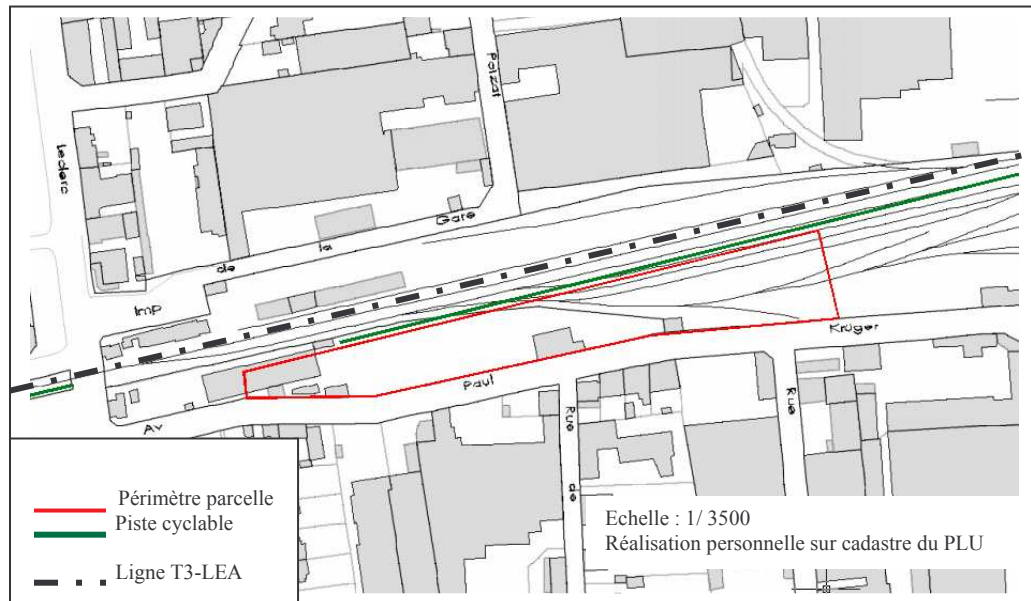 Poizat
Leclerc
Imp
de
la
Gare
Av
Paul
Krüger
Rue
de
Rue
Périmètre parcelle
Piste cyclable
Ligne T3-LEA
Echelle : 1/ 3500
Réalisation personnelle sur cadastre du PLU